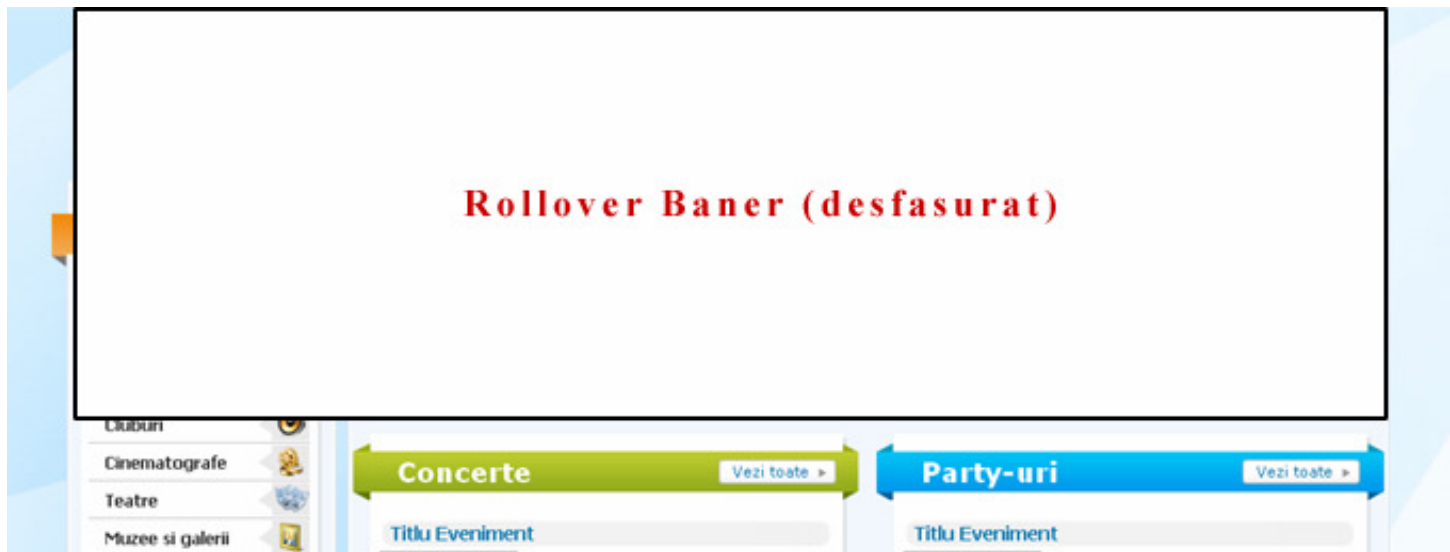 Rollover Baner (desfasurat)
Cluburi
Cinematografe
Teatre
Muzee si galerii
Concerte
Vezi toate
Titlu Eveniment
Party-uri
Vezi toate
Titlu Eveniment